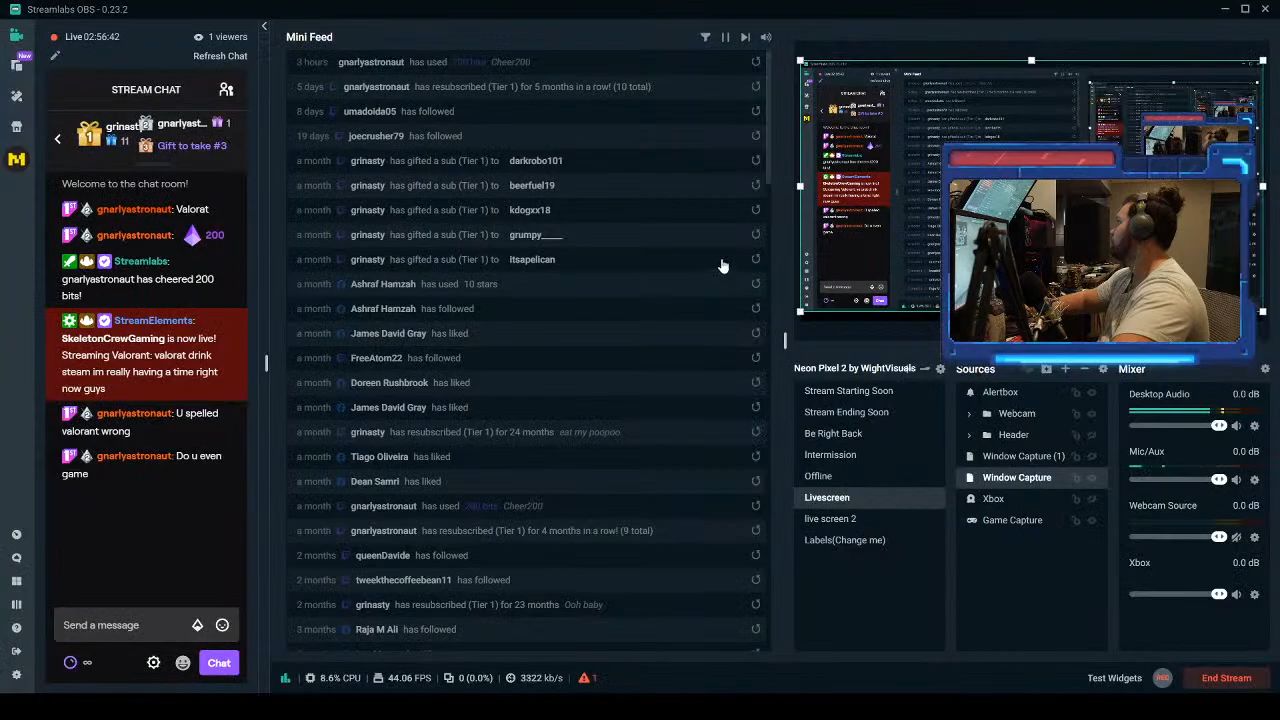 Streamlabs OBS - 0.23.2
Live 02:56:42
1 viewers
Refresh Chat
New
STREAM CHAT
grinast
11
gnarlyast...
Gift to take #
Welcome to the chat room!
gnarlyastronaut: Valorat
gnarlyastronaut: 200
Streamlabs:
gnarlyastronaut has cheered 200
bits!
StreamElements:
SkeletonCrewGaming is now live!
Streaming Valorant: valorat drink
steam im really having a time right
now guys
gnarlyastronaut: U spelled
valorant wrong
gnarlyastronaut: Do u even
game
Send a message
Chat
Mini Feed
3 hours gnarlyastronaut has used 200 bits Cheer200
5 days gnarlyastronaut has resubscribed (Tier 1) for 5 months in a row! (10 total)
8 days umadoida05 has followed
19 days joecrusher79 has followed
a month grinasty has gifted a sub (Tier 1) to darkrobo101
a month grinasty has gifted a sub (Tier 1) to beerfuel19
a month grinasty has gifted a sub (Tier 1) to kdogxx18
a month grinasty has gifted a sub (Tier 1) to grumpy_____
a month grinasty has gifted a sub (Tier 1) to Itsapelican
a month Ashraf Hamzah has used 10 stars
a month Ashraf Hamzah has followed
a month James David Gray has liked
a month FreeAtom22 has followed
a month Doreen Rushbrook has liked
a month James David Gray has liked
a month grinasty has resubscribed (Tier 1) for 24 months eat my poopoo
a month Tiago Oliveira has liked
a month Dean Samri has liked
a month gnarlyastronaut has used 200 bits Cheer200
a month gnarlyastronaut has resubscribed (Tier 1) for 4 months in a row! (9 total)
2 months queenDavide has followed
2 months tweekthecoffeebean11 has followed
2 months grinasty has resubscribed (Tier 1) for 23 months Ooh baby
3 months Raja M Ali has followed
Neon Pixel 2 by WightVisuals
Stream Starting Soon
Stream Ending Soon
Be Right Back
Intermission
Offline
Livescreen
live screen 2
Labels(Change me)
Sources
Alertbox
Webcam
Header
Window Capture (1)
Window Capture
Xbox
Game Capture
Mixer
Desktop Audio 0.0 dB
Mic/Aux 0.0 dB
Webcam Source 0.0 dB
Xbox 0.0 dB
8.6% CPU
44.06 FPS
0 (0.0%)
3322 kb/s
1
Test Widgets
REC
End Stream